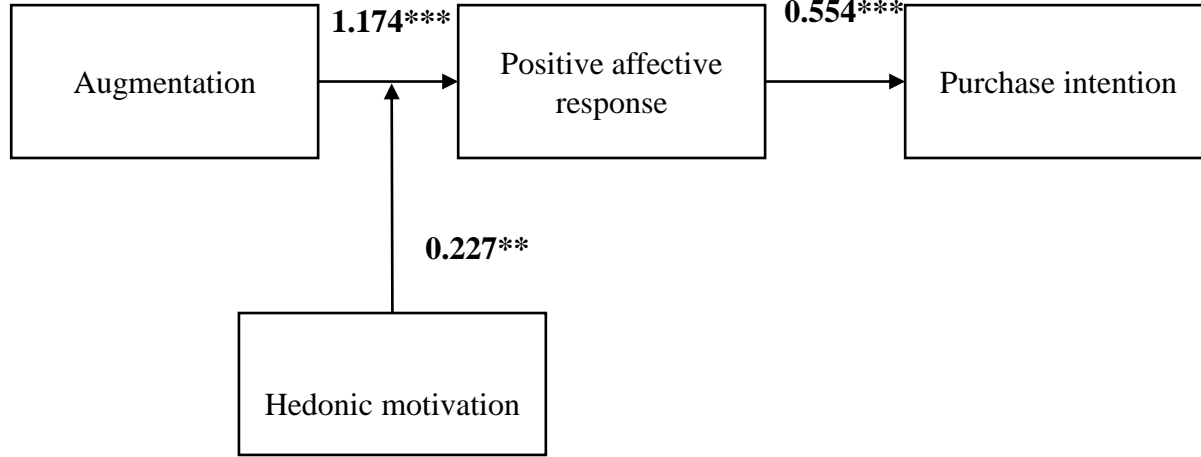 1.174***
0.554***
Augmentation
Positive affective
response
Purchase intention
0.227**
Hedonic motivation